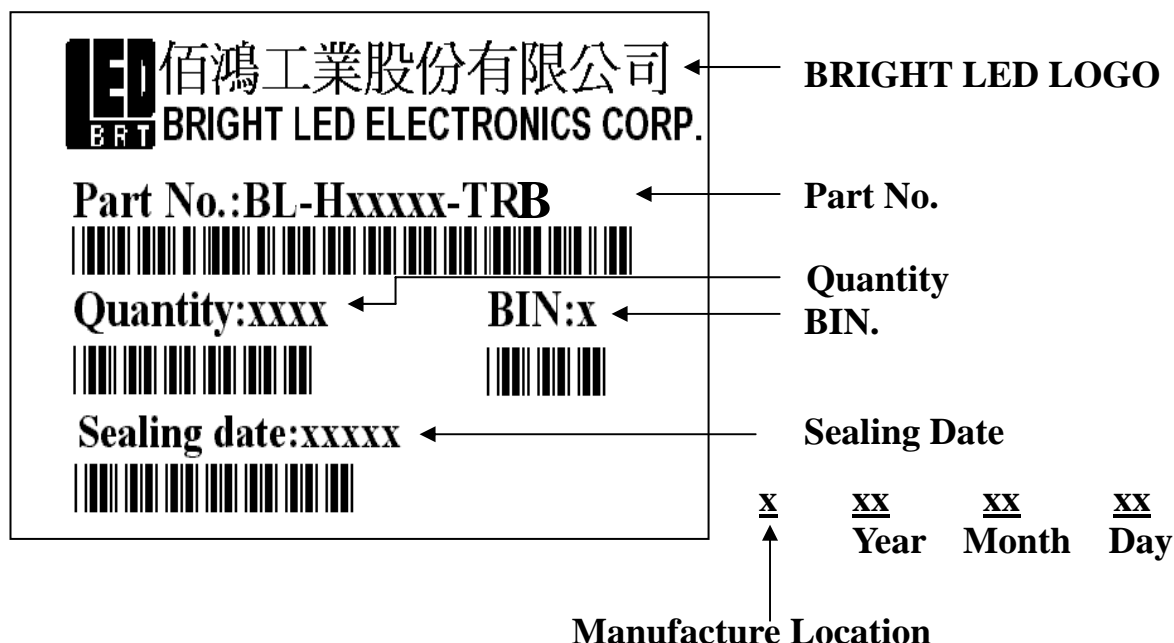 LED
BRT
佰鴻工業股份有限公司
BRIGHT LED ELECTRONICS CORP.
BRIGHT LED LOGO
Part No.:BL-Hxxxxx-TRB
Part No.
Quantity:xxxx
BIN:x
Quantity
BIN.
Sealing date:xxxxx
Sealing Date
x xx xx xx
Year Month Day
Manufacture Location